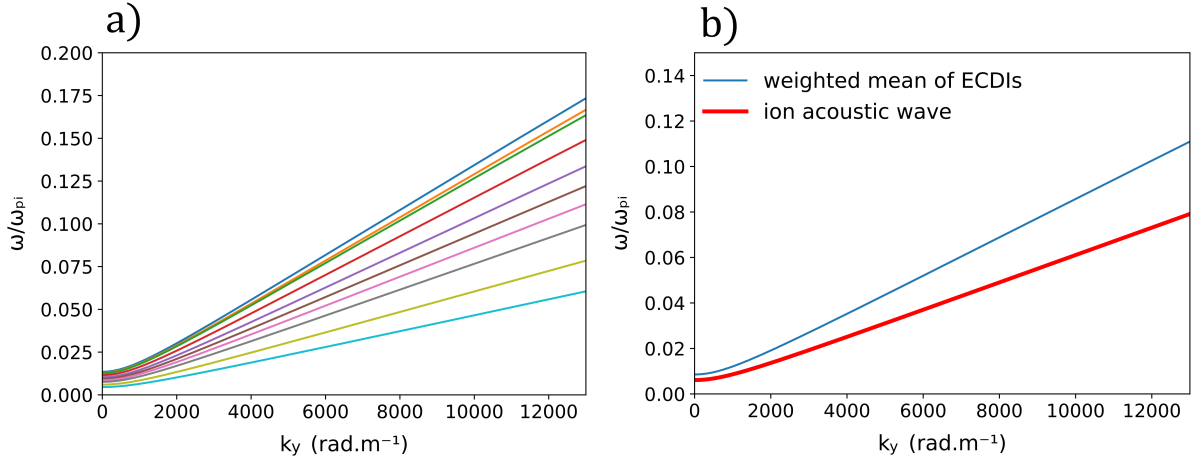 a)
0.200
0.175
0.150
0.125
0.100
0.075
0.050
0.025
0.000
ω/ωₚᵢ
0 2000 4000 6000 8000 10000 12000
kᵧ (rad.m⁻¹)
b)
weighted mean of ECDIs
ion acoustic wave
0.14
0.12
0.10
0.08
0.06
0.04
0.02
0.00
ω/ωₚᵢ
0 2000 4000 6000 8000 10000 12000
kᵧ (rad.m⁻¹)